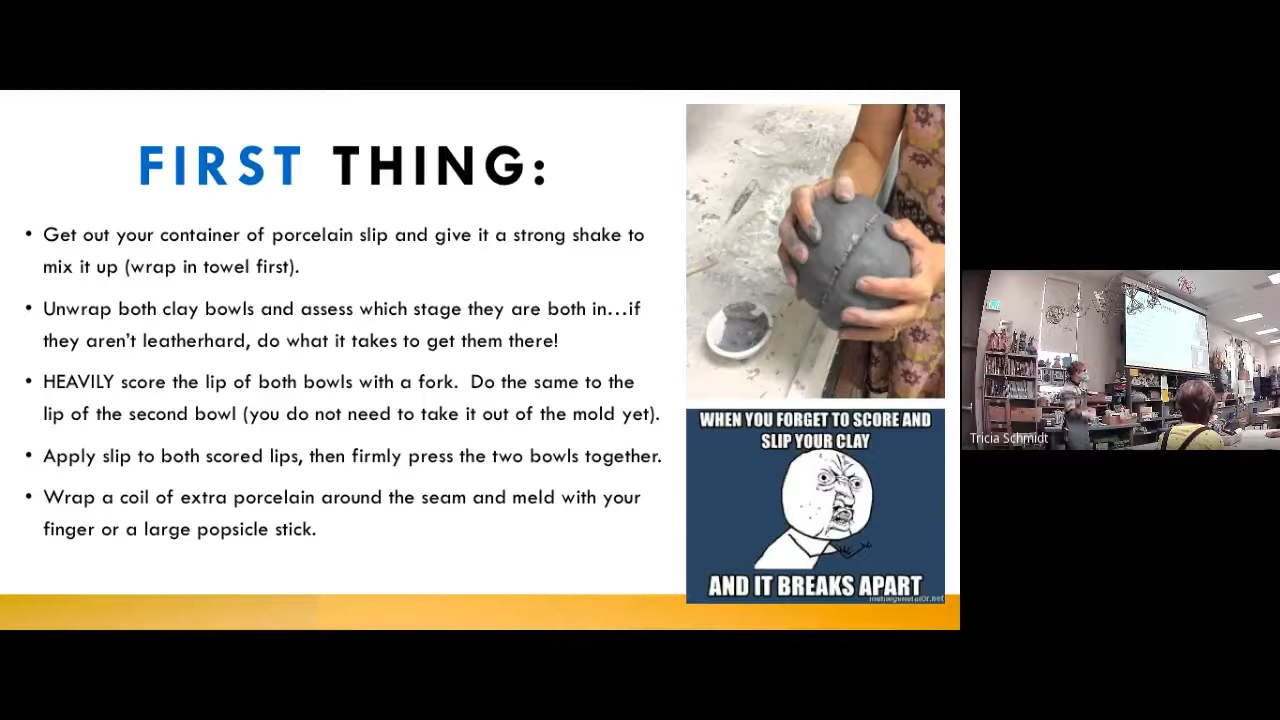 FIRST THING:
• Get out your container of porcelain slip and give it a strong shake to
mix it up (wrap in towel first).
• Unwrap both clay bowls and assess which stage they are both in...if
they aren't leatherhard, do what it takes to get them there!
• HEAVILY score the lip of both bowls with a fork.  Do the same to the
lip of the second bowl (you do not need to take it out of the mold yet).
• Apply slip to both scored lips, then firmly press the two bowls together.
• Wrap a coil of extra porcelain around the seam and meld with your
finger or a large popsicle stick.
WHEN YOU FORGET TO SCORE AND
SLIP YOUR CLAY
AND IT BREAKS APART
memegenerator.net
Tricia Schmidt